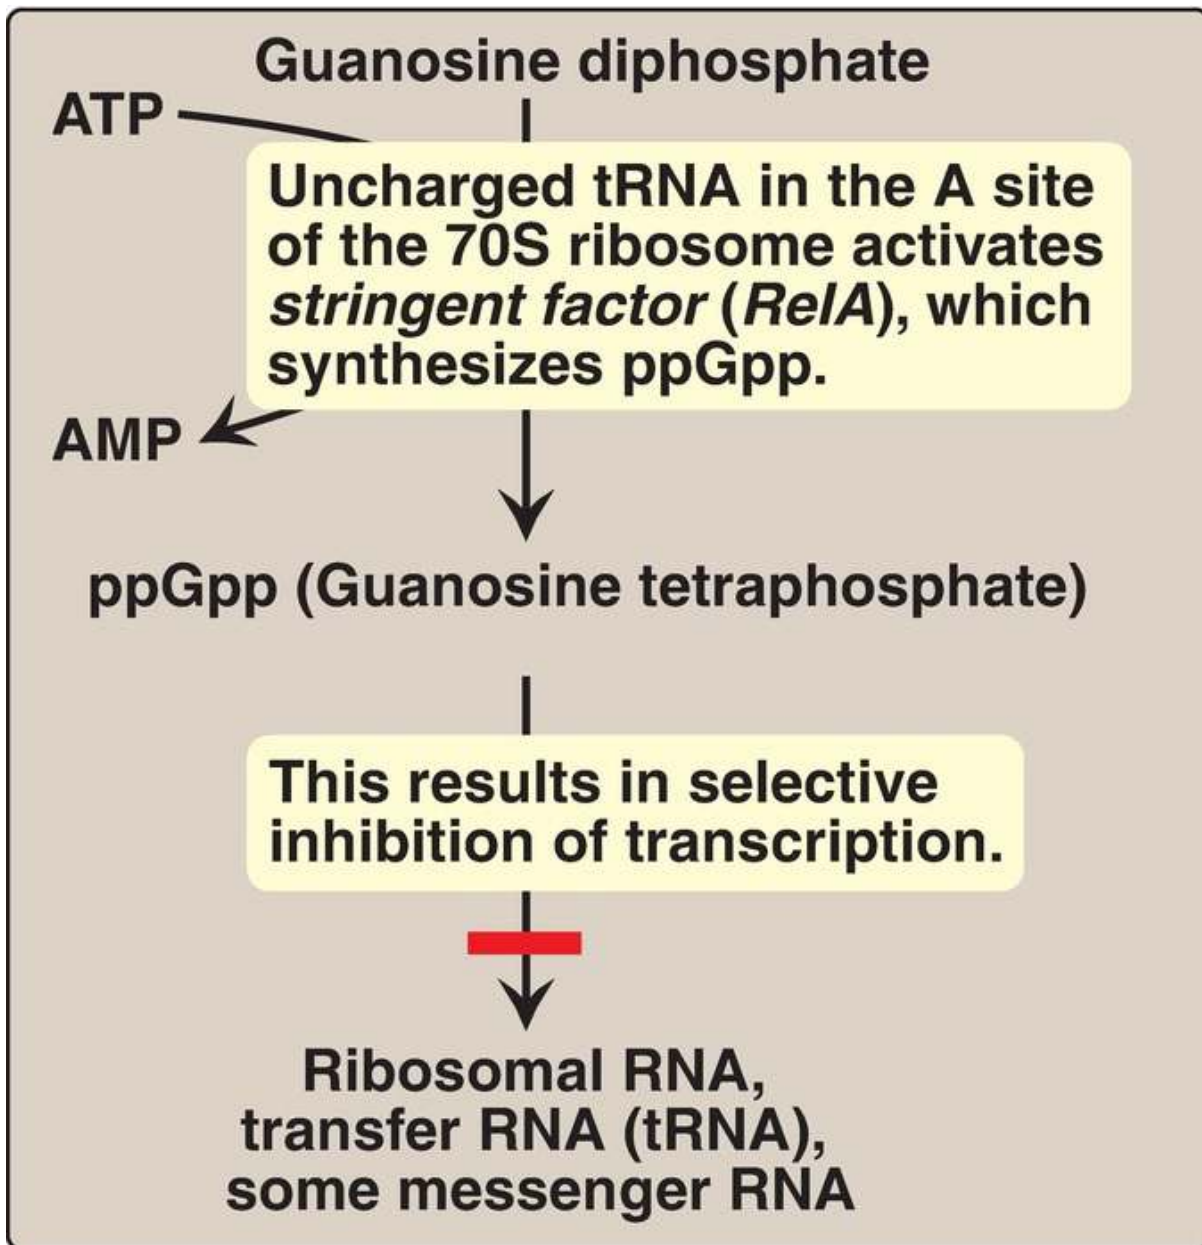 Guanosine diphosphate
ATP
Uncharged tRNA in the A site
of the 70S ribosome activates
stringent factor (RelA), which
synthesizes ppGpp.
AMP
ppGpp (Guanosine tetraphosphate)
This results in selective
inhibition of transcription.
Ribosomal RNA,
transfer RNA (tRNA),
some messenger RNA